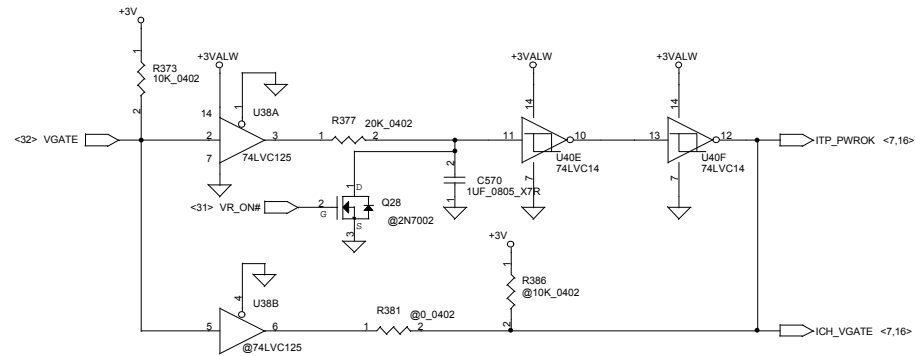 +3V
1
R373
10K_0402
2
+3VALW
14
1
U38A
<32> VGATE
2
3
7
74LVC125
R377
20K_0402
1
2
+3VALW
14
11
10
U40E
74LVC14
7
+3VALW
14
13
12
U40F
74LVC14
7
ITP_PWROK <7,16>
2
C570
1UF_0805_X7R
1
<31> VR_ON#
2
G
1
D
S
3
Q28
@2N7002
+3V
1
R386
@10K_0402
2
4
U38B
5
6
@74LVC125
R381
@0_0402
1
2
ICH_VGATE <7,16>